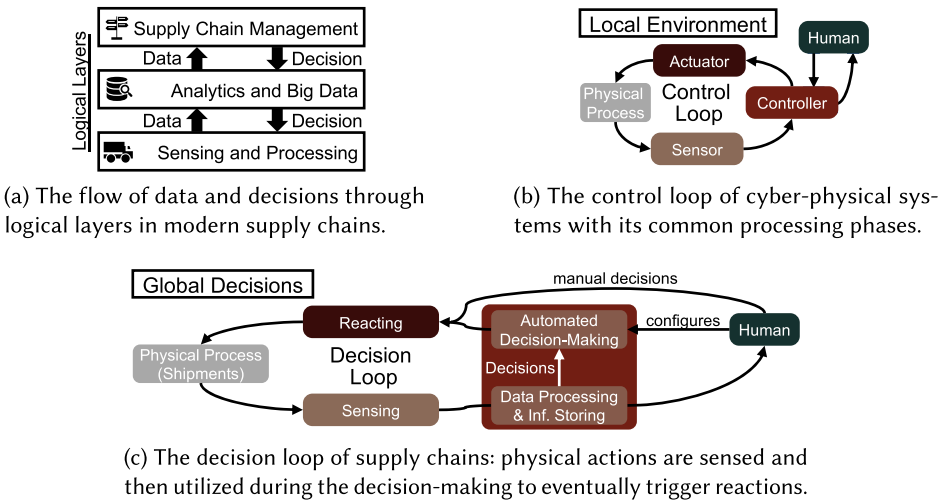 Logical Layers
Supply Chain Management
Data
Decision
Analytics and Big Data
Data
Decision
Sensing and Processing
(a) The flow of data and decisions through
logical layers in modern supply chains.
Local Environment
Human
Actuator
Physical
Process
Control
Loop
Controller
Sensor
(b) The control loop of cyber-physical sys-
tems with its common processing phases.
Global Decisions
manual decisions
Reacting
Automated
Decision-Making
configures
Human
Physical Process
(Shipments)
Decision
Loop
Decisions
Sensing
Data Processing
& Inf. Storing
(c) The decision loop of supply chains: physical actions are sensed and
then utilized during the decision-making to eventually trigger reactions.